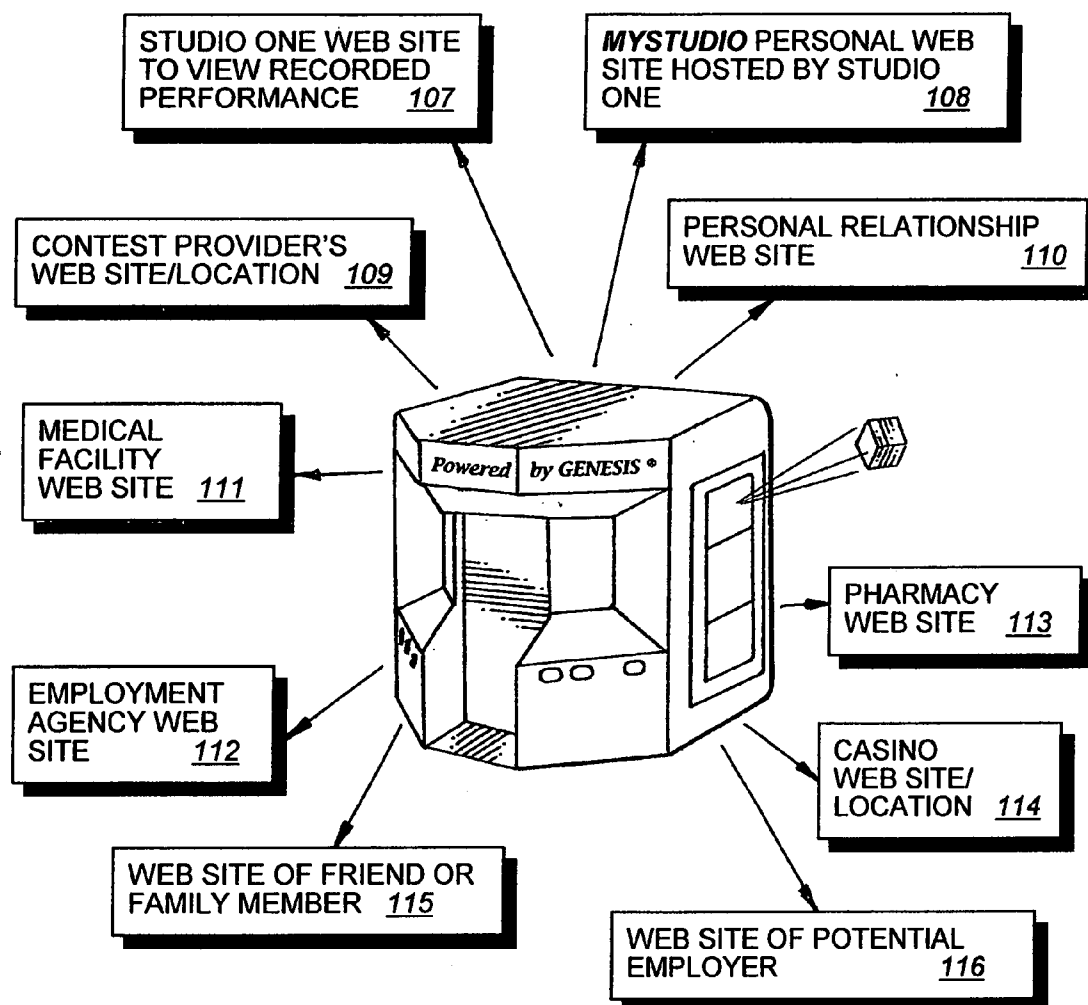 STUDIO ONE WEB SITE
TO VIEW RECORDED
PERFORMANCE 107
MYSTUDIO PERSONAL WEB
SITE HOSTED BY STUDIO
ONE 108
CONTEST PROVIDER'S
WEB SITE/LOCATION 109
PERSONAL RELATIONSHIP
WEB SITE 110
MEDICAL
FACILITY
WEB SITE 111
Powered by GENESIS®
PHARMACY
WEB SITE 113
EMPLOYMENT
AGENCY WEB
SITE 112
CASINO
WEB SITE/
LOCATION 114
WEB SITE OF FRIEND OR
FAMILY MEMBER 115
WEB SITE OF POTENTIAL
EMPLOYER 116